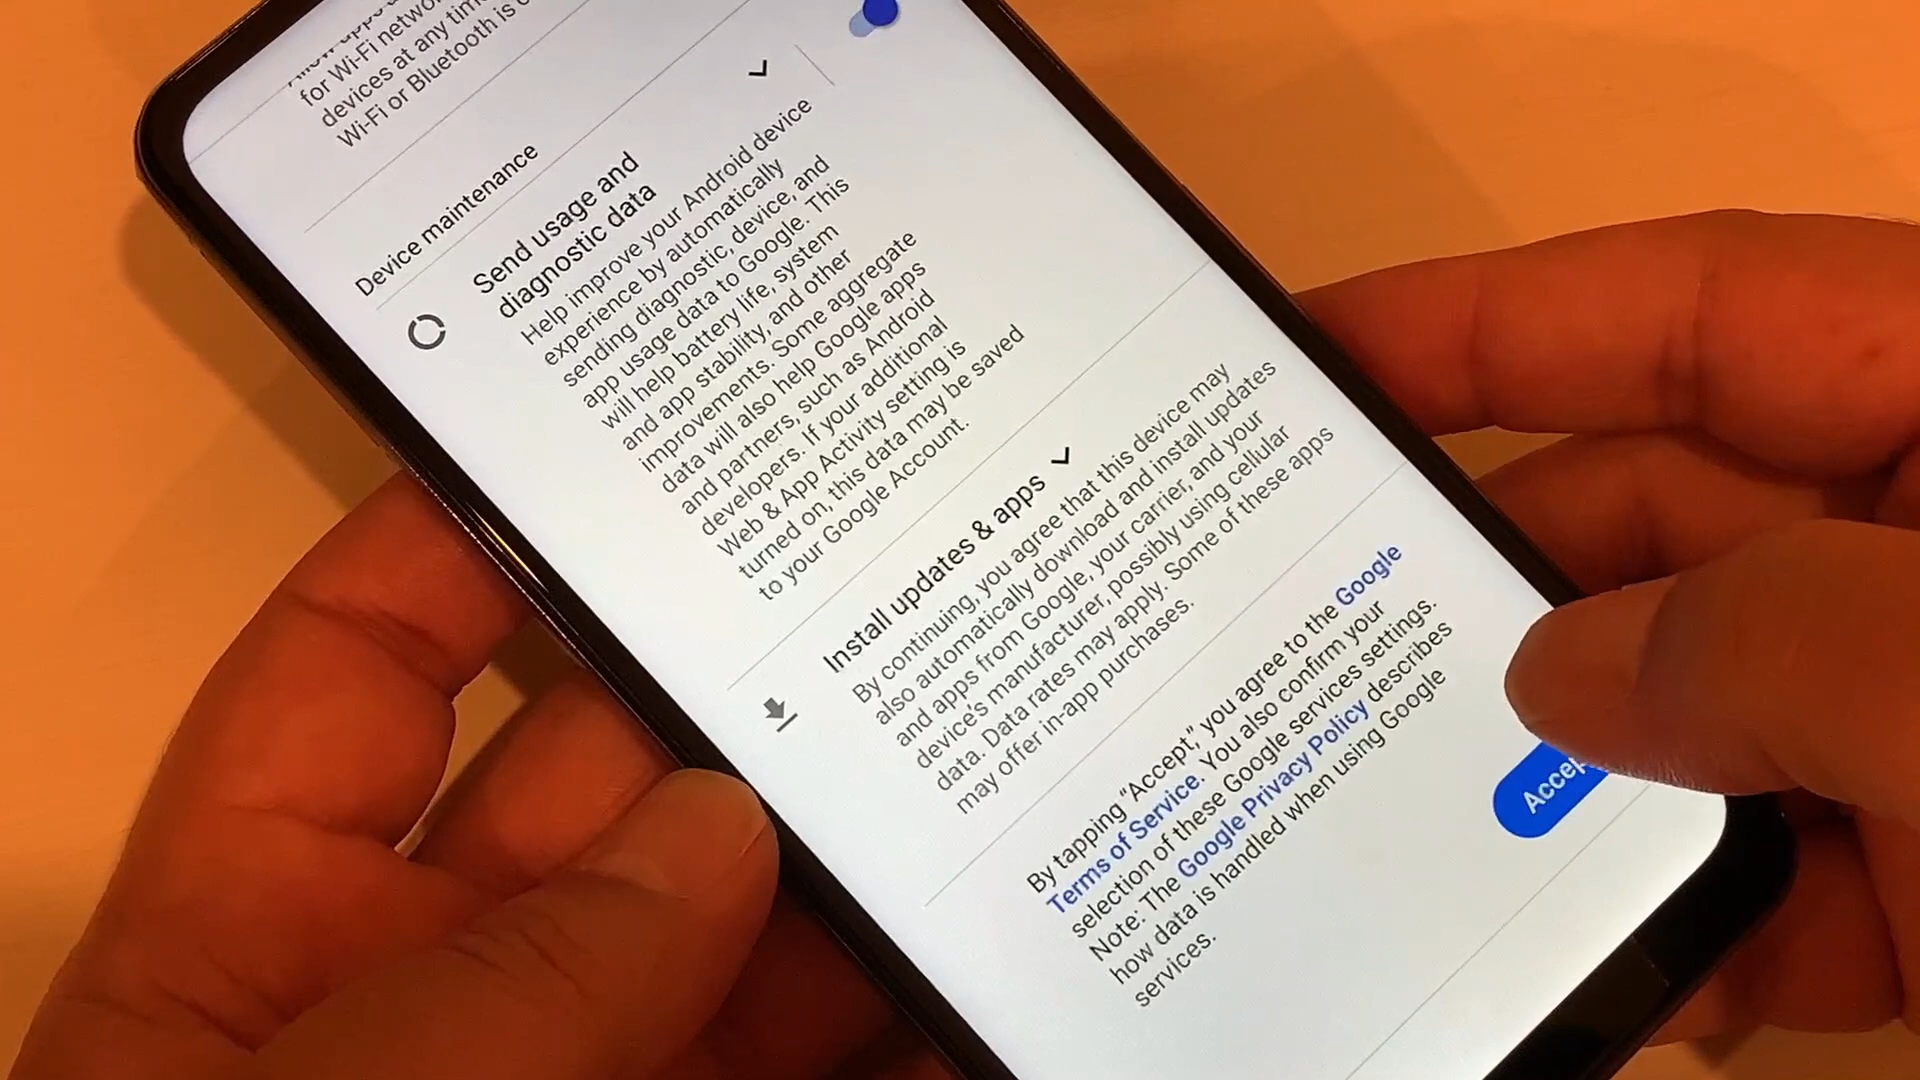 for Wi-Fi networ
devices at any time
Wi-Fi or Bluetooth is
Device maintenance
Send usage and
diagnostic data
Help improve your Android device
experience by automatically
sending diagnostic, device, and
app usage data to Google. This
will help battery life, system
and app stability, and other
improvements. Some aggregate
data will also help Google apps
and partners, such as Android
developers. If your additional
Web & App Activity setting is
turned on, this data may be saved
to your Google Account.
Install updates & apps
By continuing, you agree that this device may
also automatically download and install updates
and apps from Google, your carrier, and your
device's manufacturer, possibly using cellular
data. Data rates may apply. Some of these apps
may offer in-app purchases.
By tapping “Accept,” you agree to the Google
Terms of Service. You also confirm your
selection of these Google services settings.
Note: The Google Privacy Policy describes
how data is handled when using Google
services.
Accep